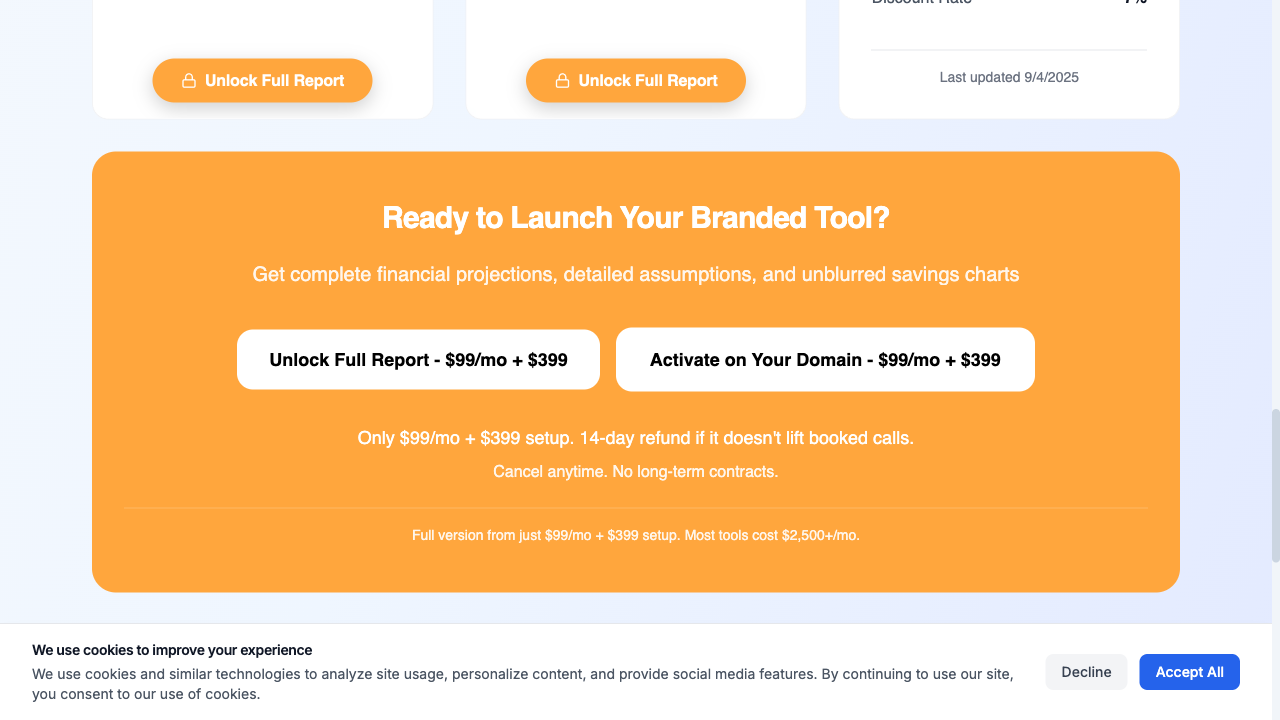 Discount Rate 7%
Unlock Full Report
Unlock Full Report
Last updated 9/4/2025
Ready to Launch Your Branded Tool?
Get complete financial projections, detailed assumptions, and unblurred savings charts
Unlock Full Report - $99/mo + $399
Activate on Your Domain - $99/mo + $399
Only $99/mo + $399 setup. 14-day refund if it doesn't lift booked calls.
Cancel anytime. No long-term contracts.
Full version from just $99/mo + $399 setup. Most tools cost $2,500+/mo.
We use cookies to improve your experience
We use cookies and similar technologies to analyze site usage, personalize content, and provide social media features. By continuing to use our site,
you consent to our use of cookies.
Decline
Accept All